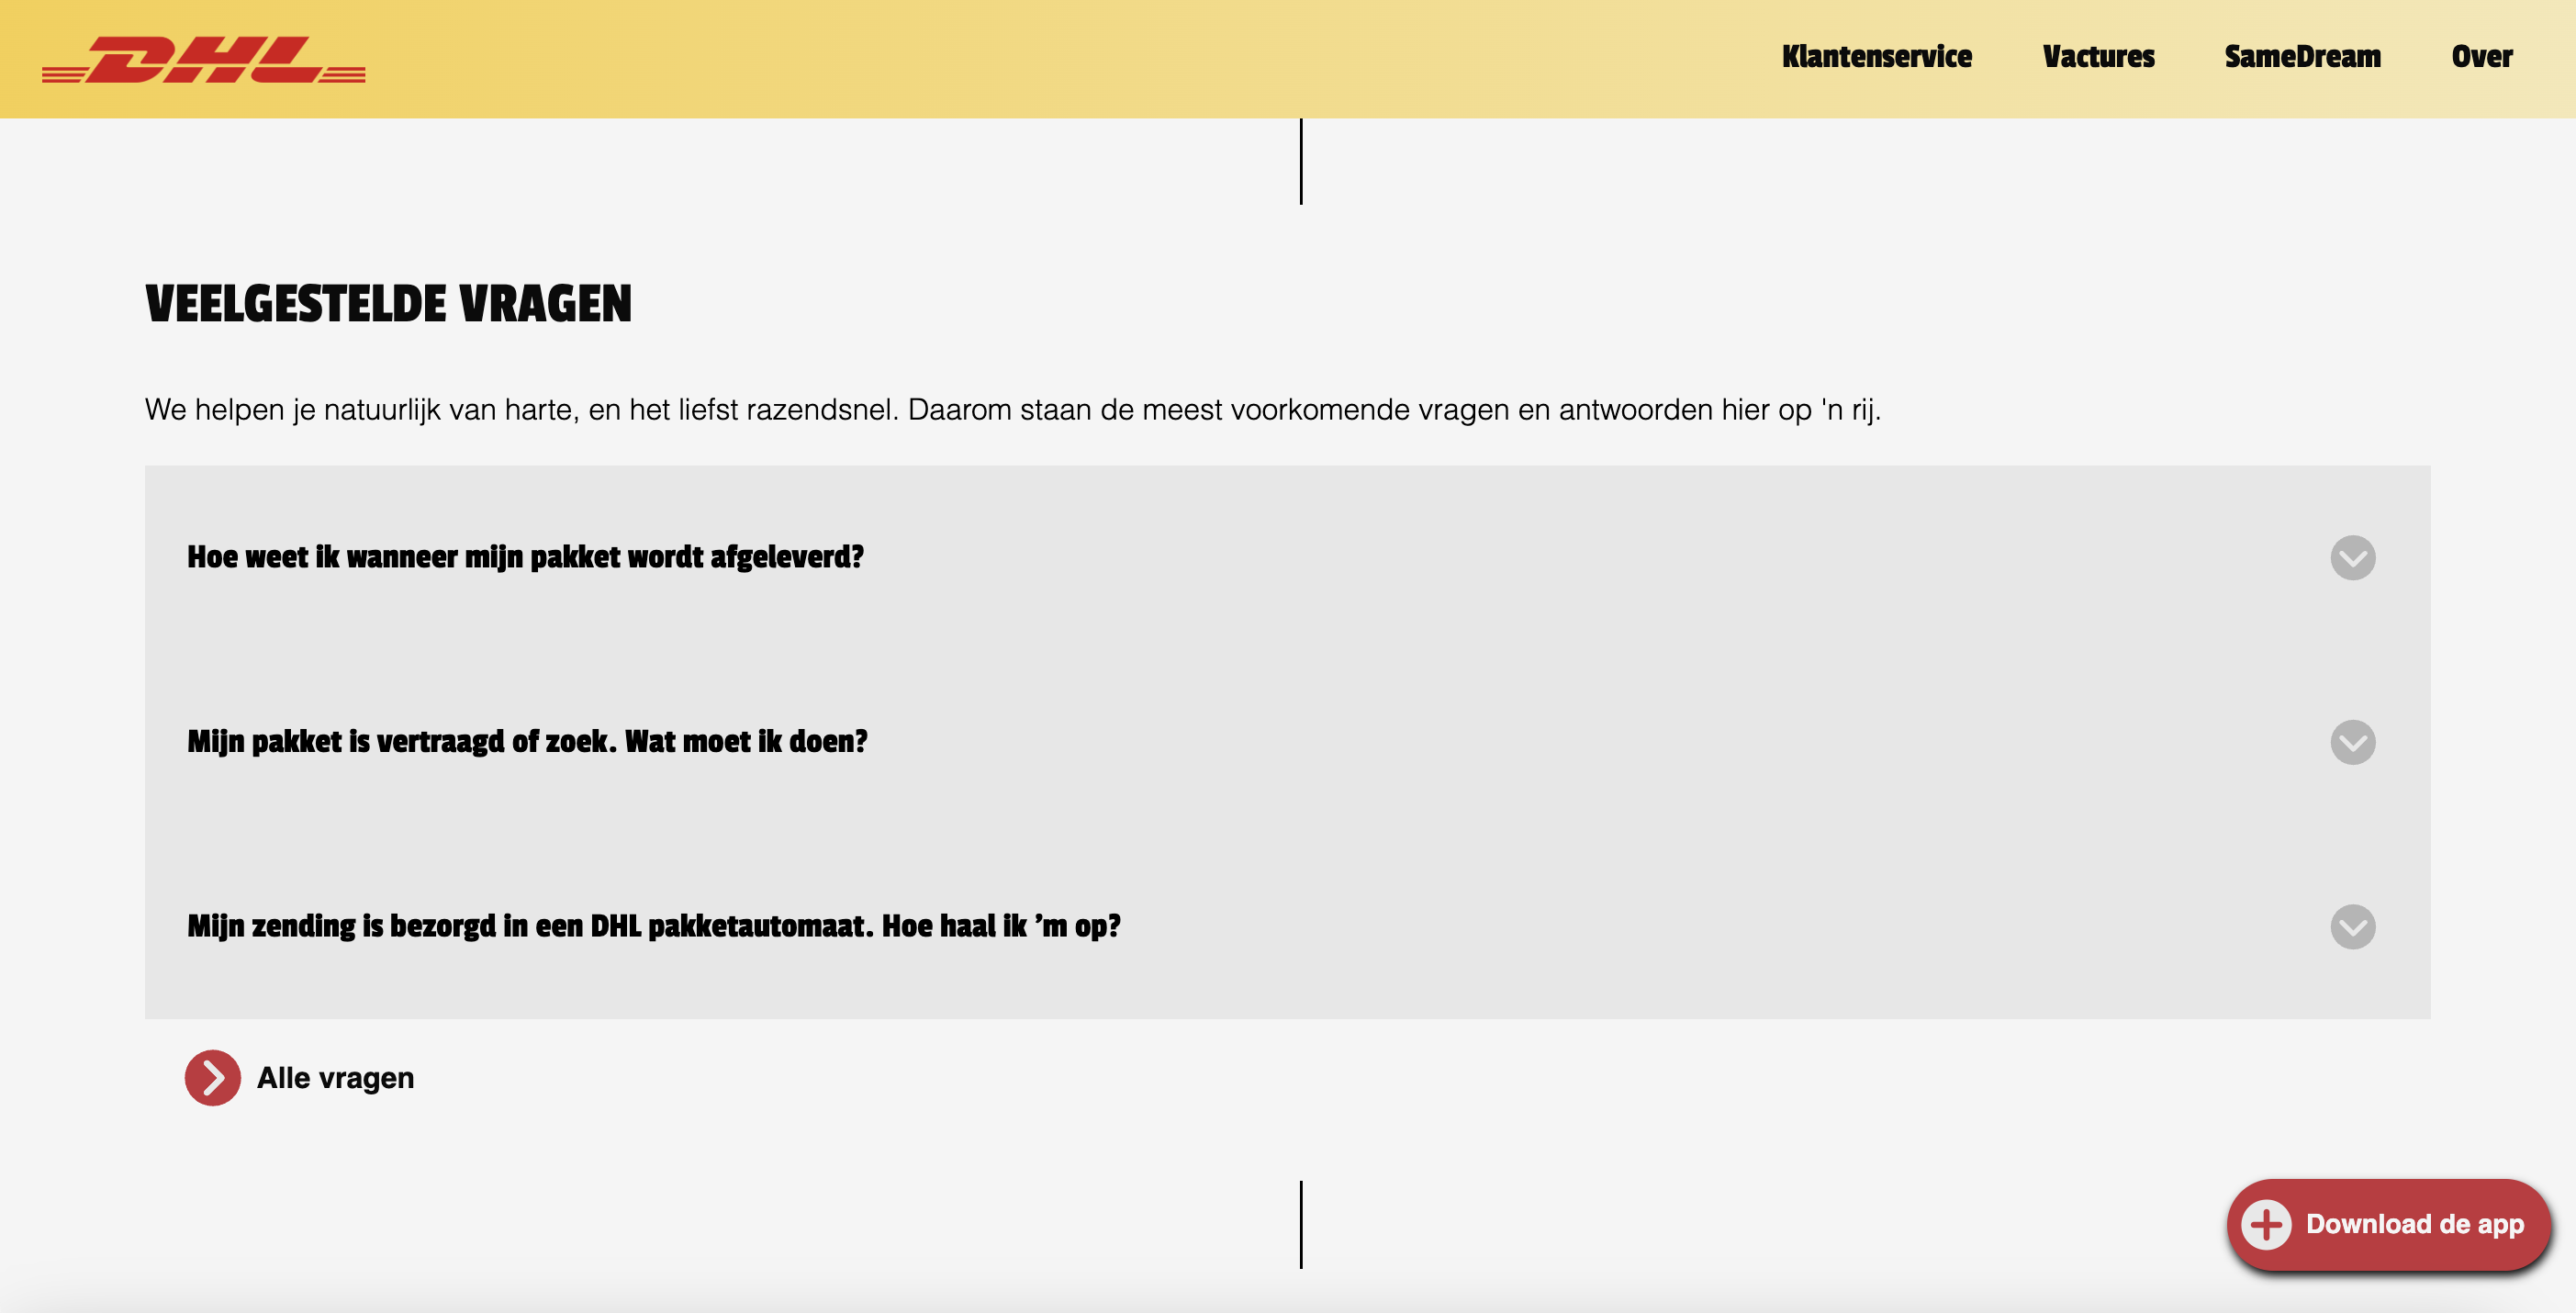 DHL
Klantenservice
Vactures
SameDream
Over
VEELGESTELDE VRAGEN
We helpen je natuurlijk van harte, en het liefst razendsnel. Daarom staan de meest voorkomende vragen en antwoorden hier op 'n rij.
Hoe weet ik wanneer mijn pakket wordt afgeleverd?
Mijn pakket is vertraagd of zoek. Wat moet ik doen?
Mijn zending is bezorgd in een DHL pakketautomaat. Hoe haal ik ’m op?
Alle vragen
Download de app